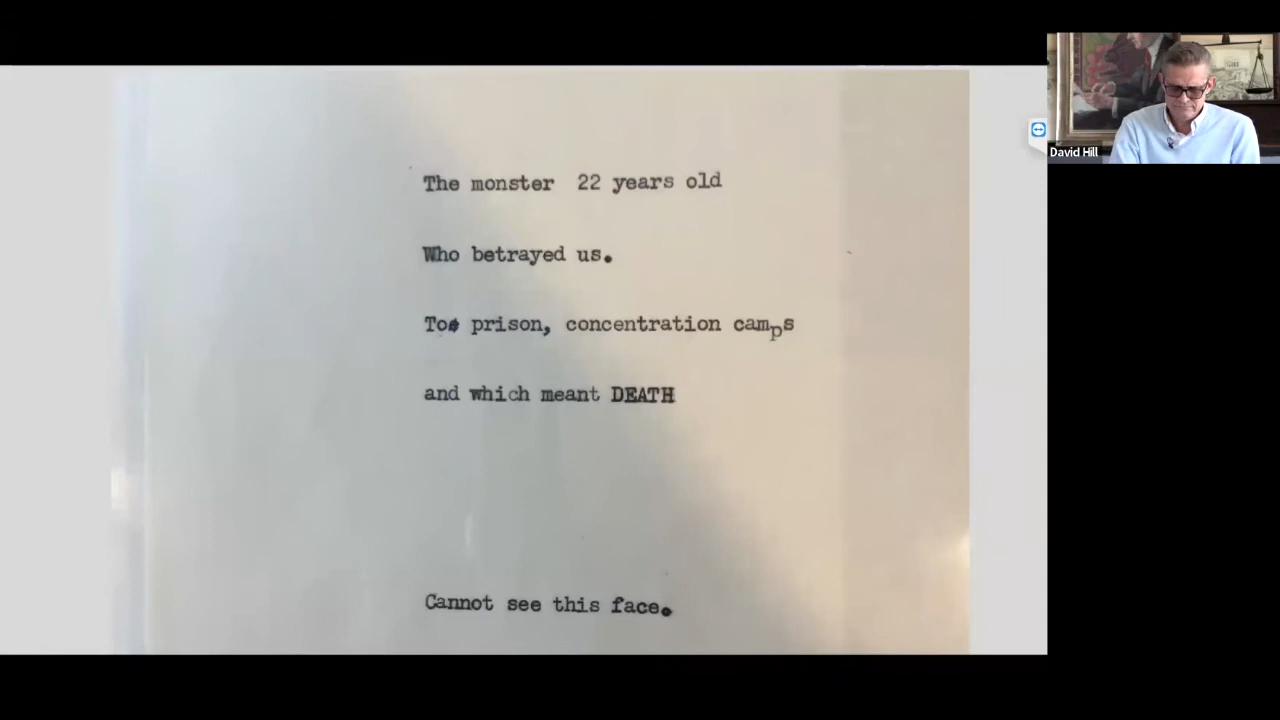 The monster 22 years old
Who betrayed us.
To prison, concentration camps
and which meant DEATH
Cannot see this face.
David Hill